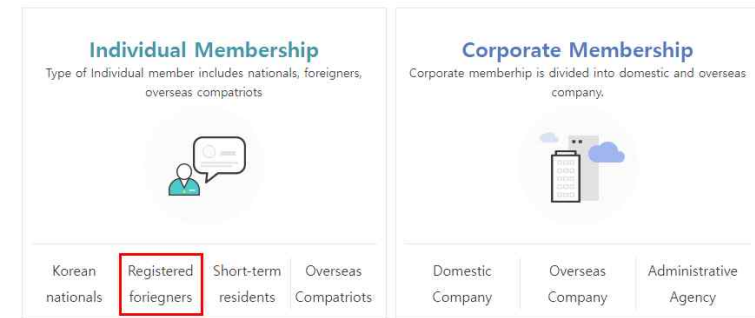 Individual Membership
Type of Individual member includes nationals, foreigners,
overseas compatriots
Korean
nationals
Registered
foriegners
Short-term
residents
Overseas
Compatriots
Corporate Membership
Corporate memberhip is divided into domestic and overseas
company.
Domestic
Company
Overseas
Company
Administrative
Agency